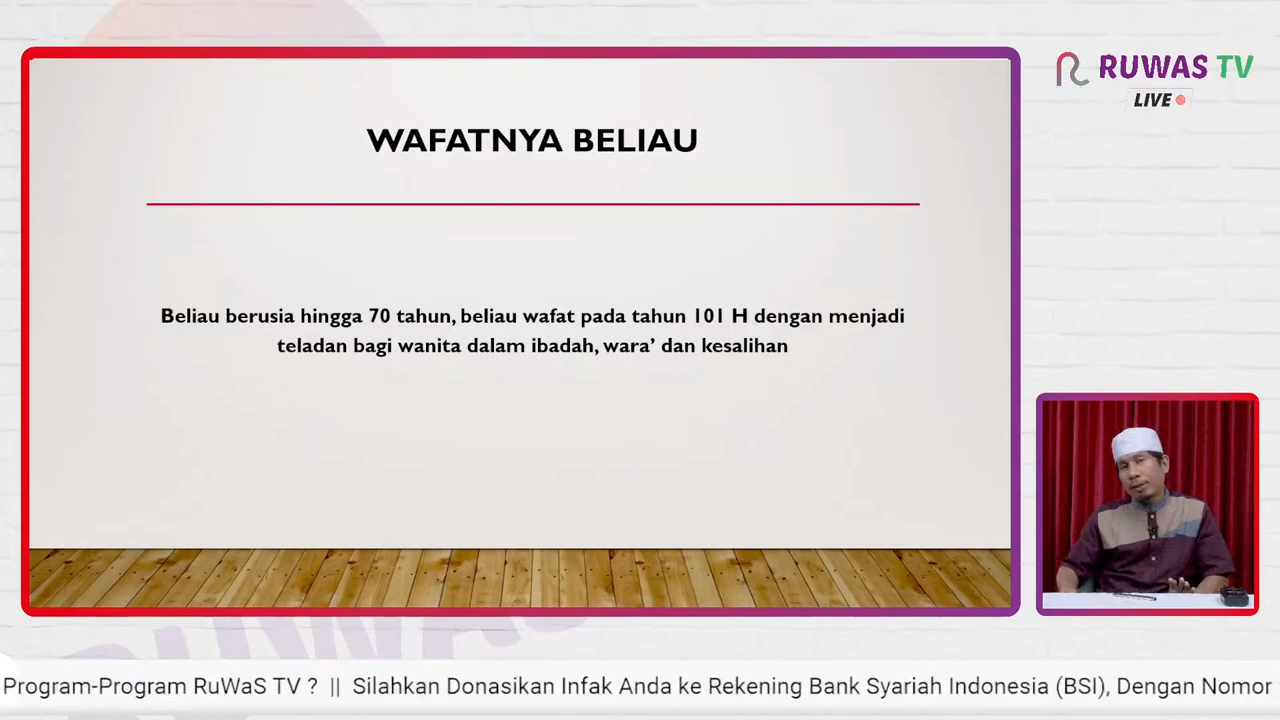 WAFATNYA BELIAU
Beliau berusia hingga 70 tahun, beliau wafat pada tahun 101 H dengan menjadi
teladan bagi wanita dalam ibadah, wara’ dan kesalihan
RUWAS TV
LIVE
RUWAS
Program-Program RuWaS TV ? || Silahkan Donasikan Infak Anda ke Rekening Bank Syariah Indonesia (BSI), Dengan Nomor